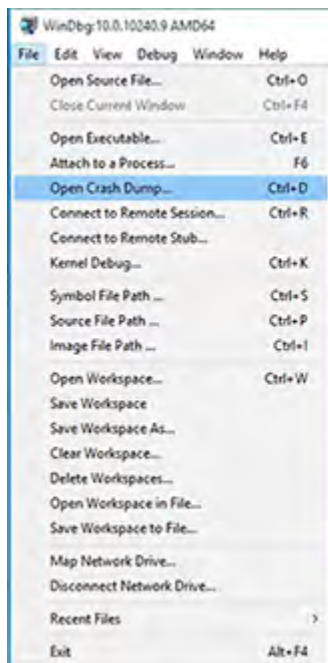 WinDbg:10.0.10240.9 AMD64
File Edit View Debug Window Help
Open Source File... Ctrl+O
Close Current Window Ctrl+F4
Open Executable... Ctrl+E
Attach to a Process... F6
Open Crash Dump... Ctrl+D
Connect to Remote Session... Ctrl+R
Connect to Remote Stub...
Kernel Debug... Ctrl+K
Symbol File Path ... Ctrl+S
Source File Path ... Ctrl+P
Image File Path ... Ctrl+I
Open Workspace... Ctrl+W
Save Workspace
Save Workspace As...
Clear Workspace...
Delete Workspaces...
Open Workspace in File...
Save Workspace to File...
Map Network Drive...
Disconnect Network Drive...
Recent Files
Exit Alt+F4